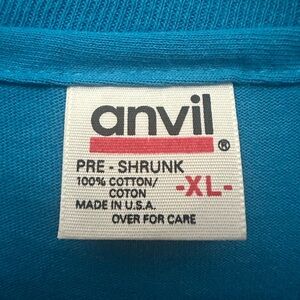 anvil®
PRE - SHRUNK
100% COTTON/
COTON
-XL-
MADE IN U.S.A.
OVER FOR CARE